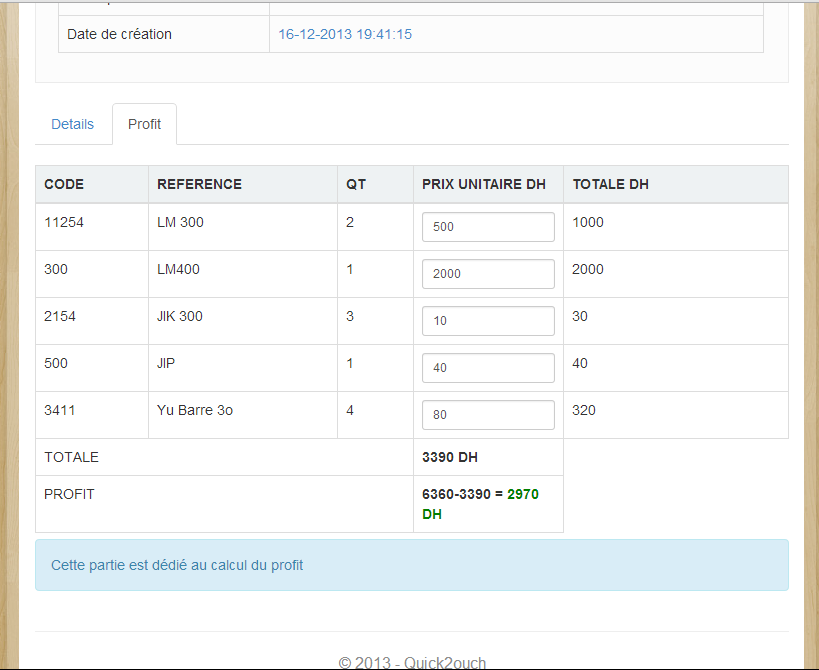 Date de création 16-12-2013 19:41:15
Details Profit
CODE REFERENCE QT PRIX UNITAIRE DH TOTALE DH
11254 LM 300 2 500 1000
300 LM400 1 2000 2000
2154 JIK 300 3 10 30
500 JIP 1 40 40
3411 Yu Barre 3o 4 80 320
TOTALE 3390 DH
PROFIT 6360-3390 = 2970
DH
Cette partie est dédié au calcul du profit
© 2013 - Quick2ouch